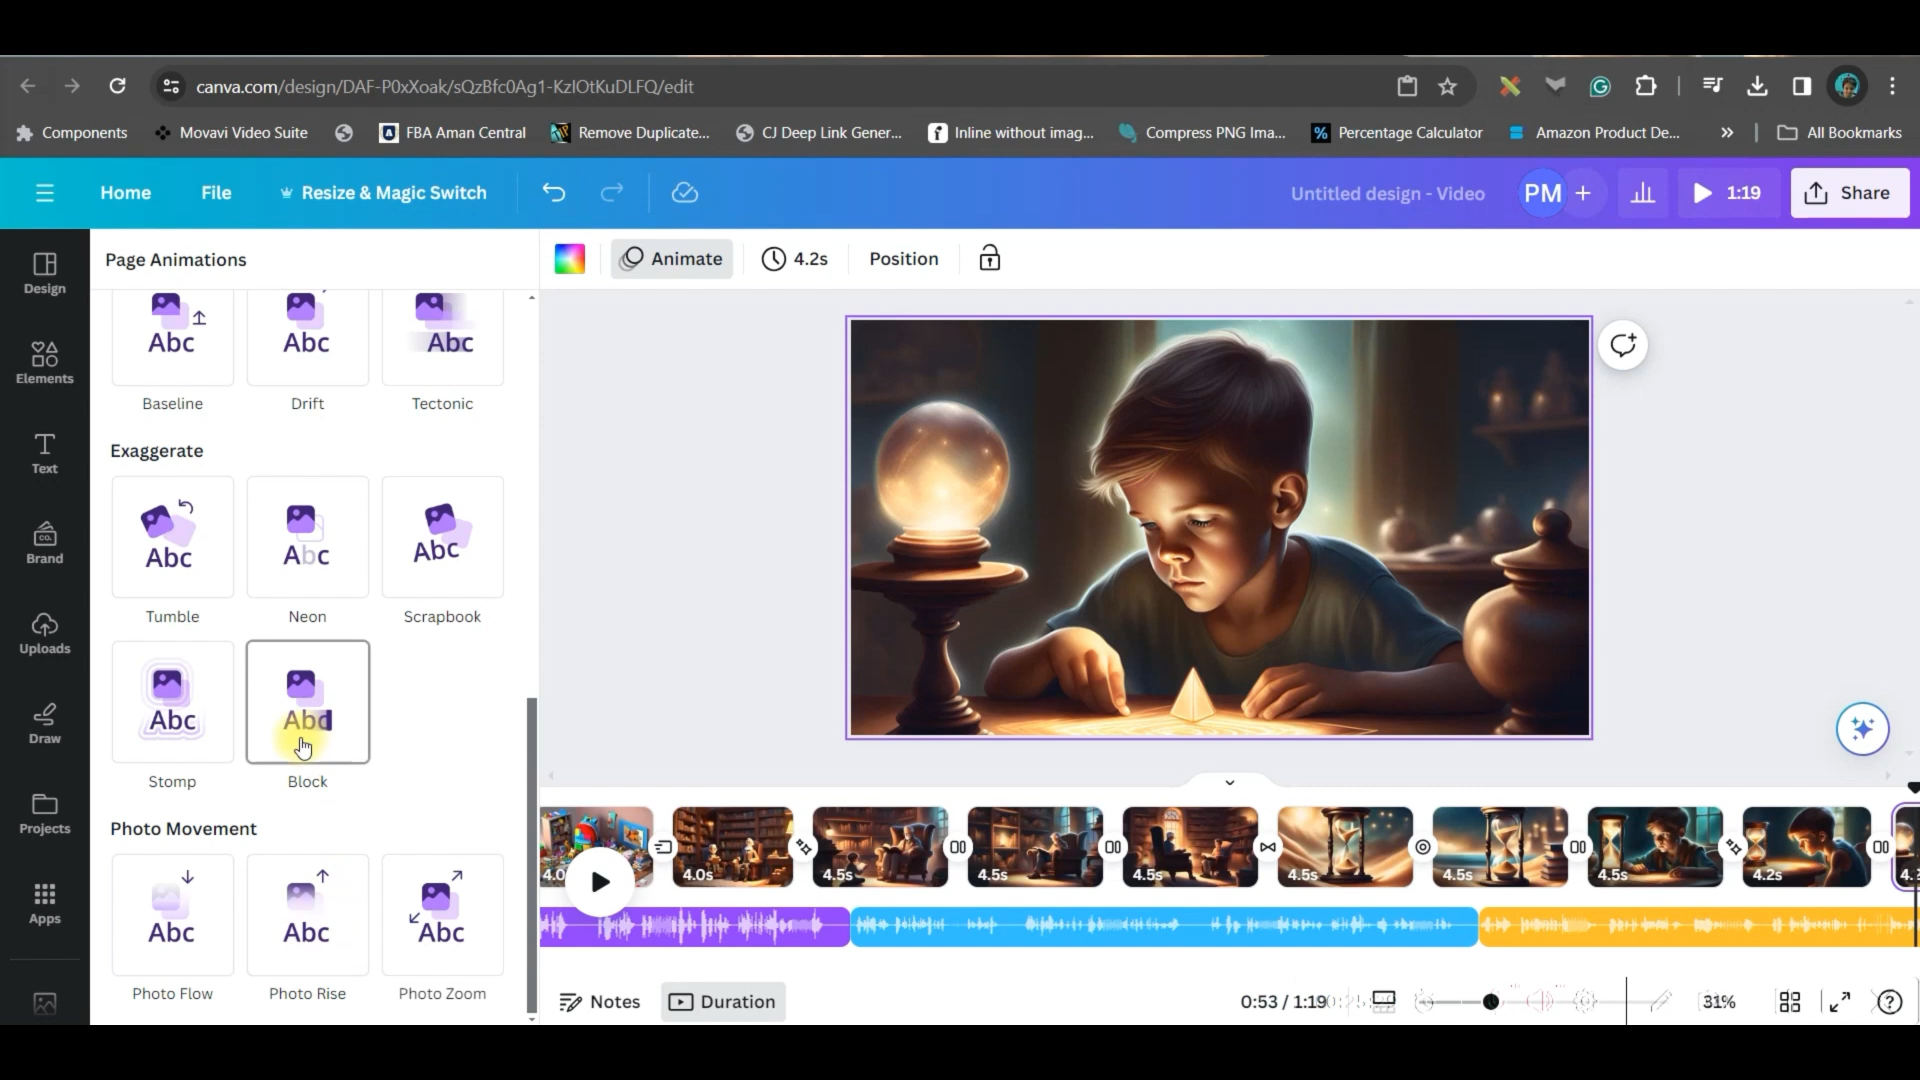 canva.com/design/DAF-P0xXoak/sQzBfc0Ag1-KzlOtKuDLFQ/edit
Components
Movavi Video Suite
FBA Aman Central
Remove Duplicate...
CJ Deep Link Gener...
Inline without imag...
Compress PNG Ima...
Percentage Calculator
Amazon Product De...
All Bookmarks
Home
File
Resize & Magic Switch
Untitled design - Video
PM
1:19
Share
Design
Elements
Text
Brand
Uploads
Draw
Projects
Apps
Page Animations
Animate
4.2s
Position
Abc
Abc
Abc
Baseline
Drift
Tectonic
Exaggerate
Abc
Abc
Abc
Tumble
Neon
Scrapbook
Abc
Abc
Stomp
Block
Photo Movement
Abc
Abc
Abc
Photo Flow
Photo Rise
Photo Zoom
4.0s
4.5s
4.5s
4.5s
4.5s
4.5s
4.5s
4.2s
Notes
Duration
0:53 / 1:19
31%